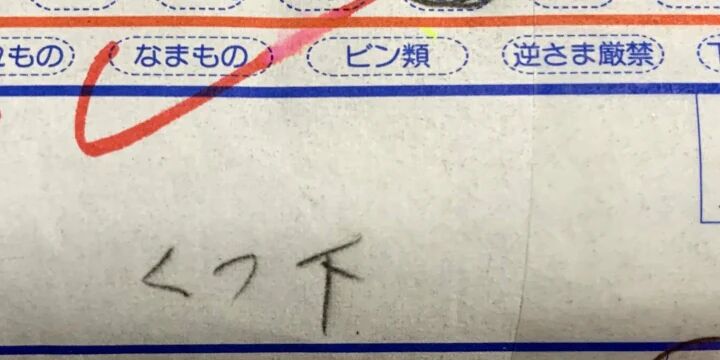 なまもの ビン類 逆さま厳禁
くつ下